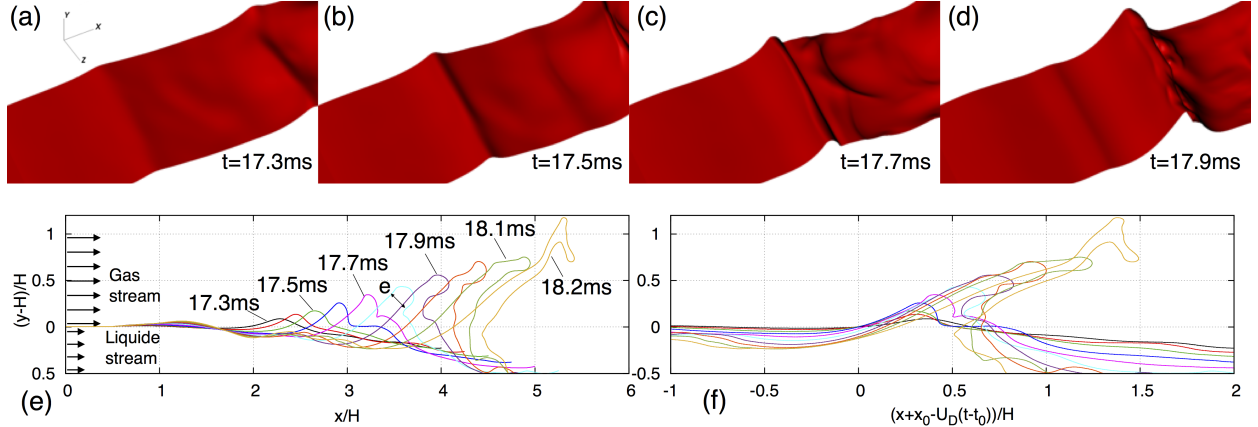 (a)
Y
X
Z
t=17.3ms
(b)
t=17.5ms
(c)
t=17.7ms
(d)
t=17.9ms
(y-H)/H
1
0.5
0
0.5
Gas
stream
Liquide
stream
17.3ms
17.5ms
17.7ms
17.9ms
18.1ms
18.2ms
e
0 1 2 3 4 5 6
x/H
(e)
1
0.5
0
-0.5
-1 -0.5 0 0.5 1 1.5 2
(x+x₀-U_D(t-t₀))/H
(f)